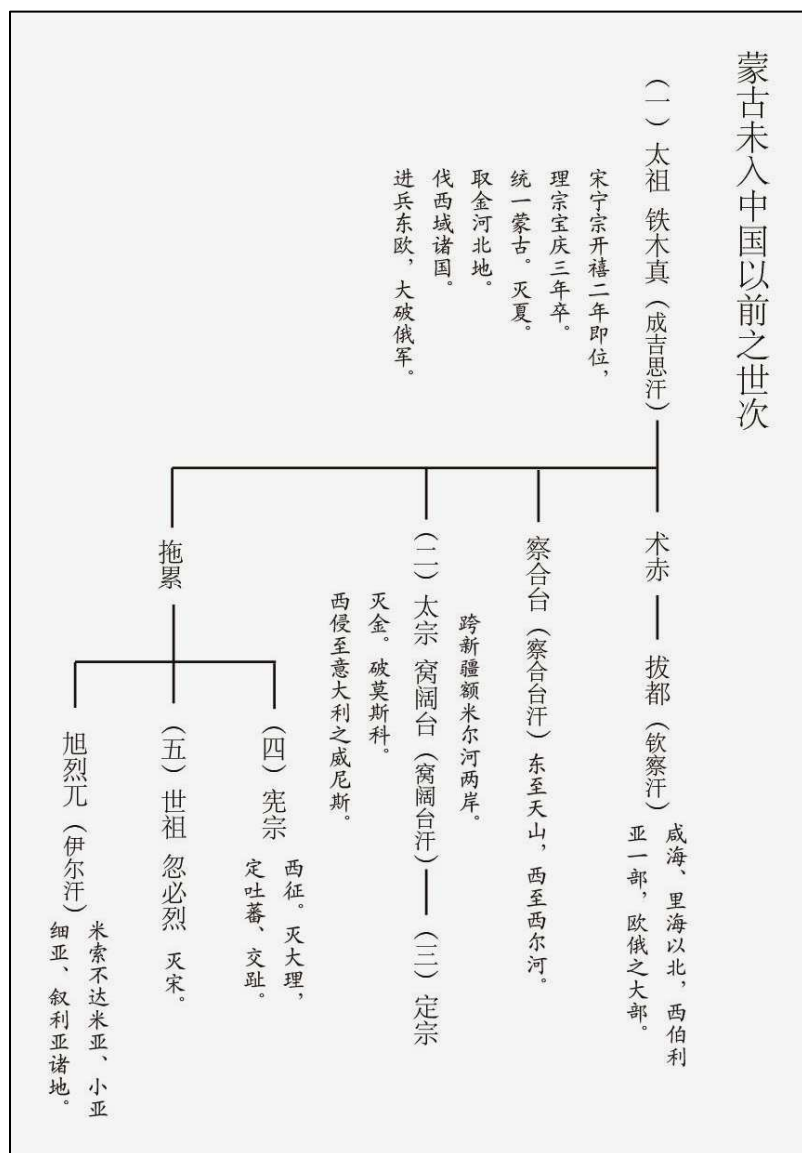 蒙古未入中国以前之世次
（一）太祖 铁木真（成吉思汗）
宋宁宗开禧二年即位，
理宗宝庆三年卒。
统一蒙古。灭夏。
取金河北地。
伐西域诸国。
进兵东欧，大破俄军。
术赤
拔都（钦察汗）
咸海、里海以北，西伯利
亚一部，欧俄之大部。
察合台（察合台汗）
东至天山，西至西尔河。
（二）太宗 窝阔台（窝阔台汗）
跨新疆额米尔河两岸。
灭金。破莫斯科。
西侵至意大利之威尼斯。
（三）定宗
拖累
（四）宪宗
西征。灭大理，
定吐蕃、交趾。
（五）世祖 忽必烈
灭宋。
旭烈兀（伊尔汗）
米索不达米亚、小亚
细亚、叙利亚诸地。